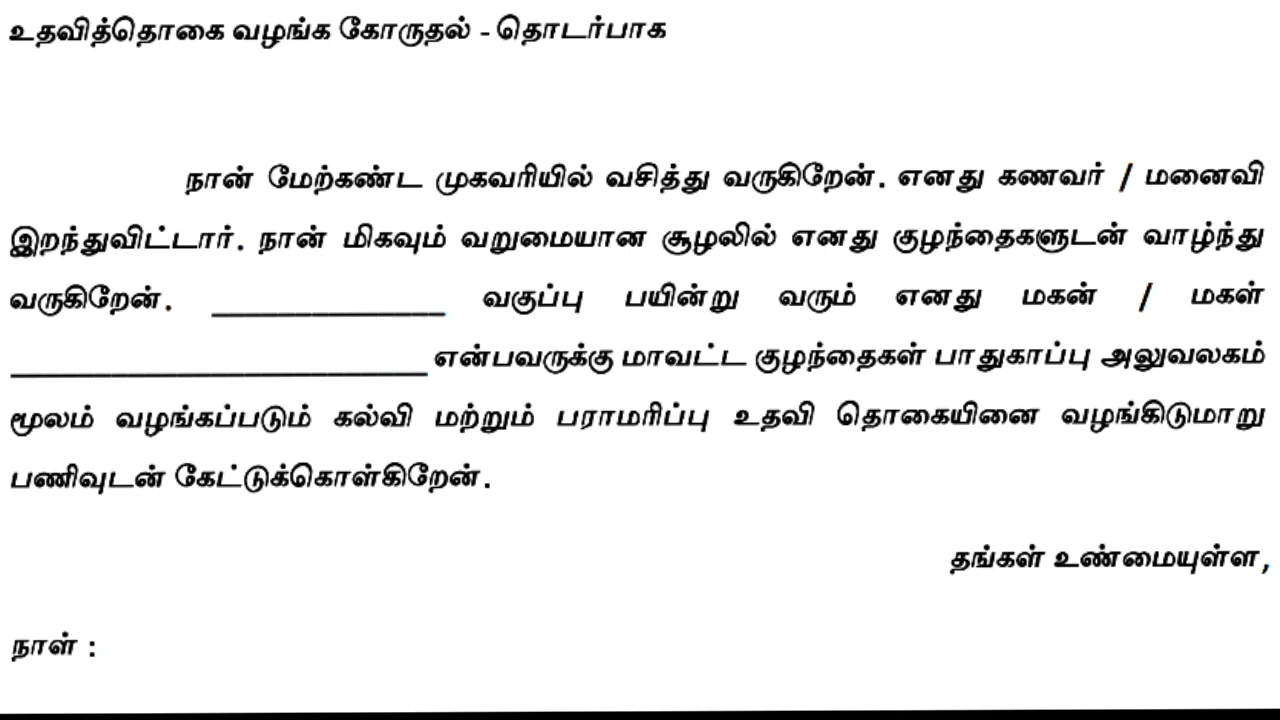 உதவித்தொகை வழங்க கோருதல் - தொடர்பாக
நான் மேற்கண்ட முகவரியில் வசித்து வருகிறேன். எனது கணவர் / மனைவி
இறந்துவிட்டார். நான் மிகவும் வறுமையான சூழலில் எனது குழந்தைகளுடன் வாழ்ந்து
வருகிறேன். ______________ வகுப்பு பயின்று வரும் எனது மகன் / மகள்
_________________________ என்பவருக்கு மாவட்ட குழந்தைகள் பாதுகாப்பு அலுவலகம்
மூலம் வழங்கப்படும் கல்வி மற்றும் பராமரிப்பு உதவி தொகையினை வழங்கிடுமாறு
பணிவுடன் கேட்டுக்கொள்கிறேன்.
தங்கள் உண்மையுள்ள,
நாள் :